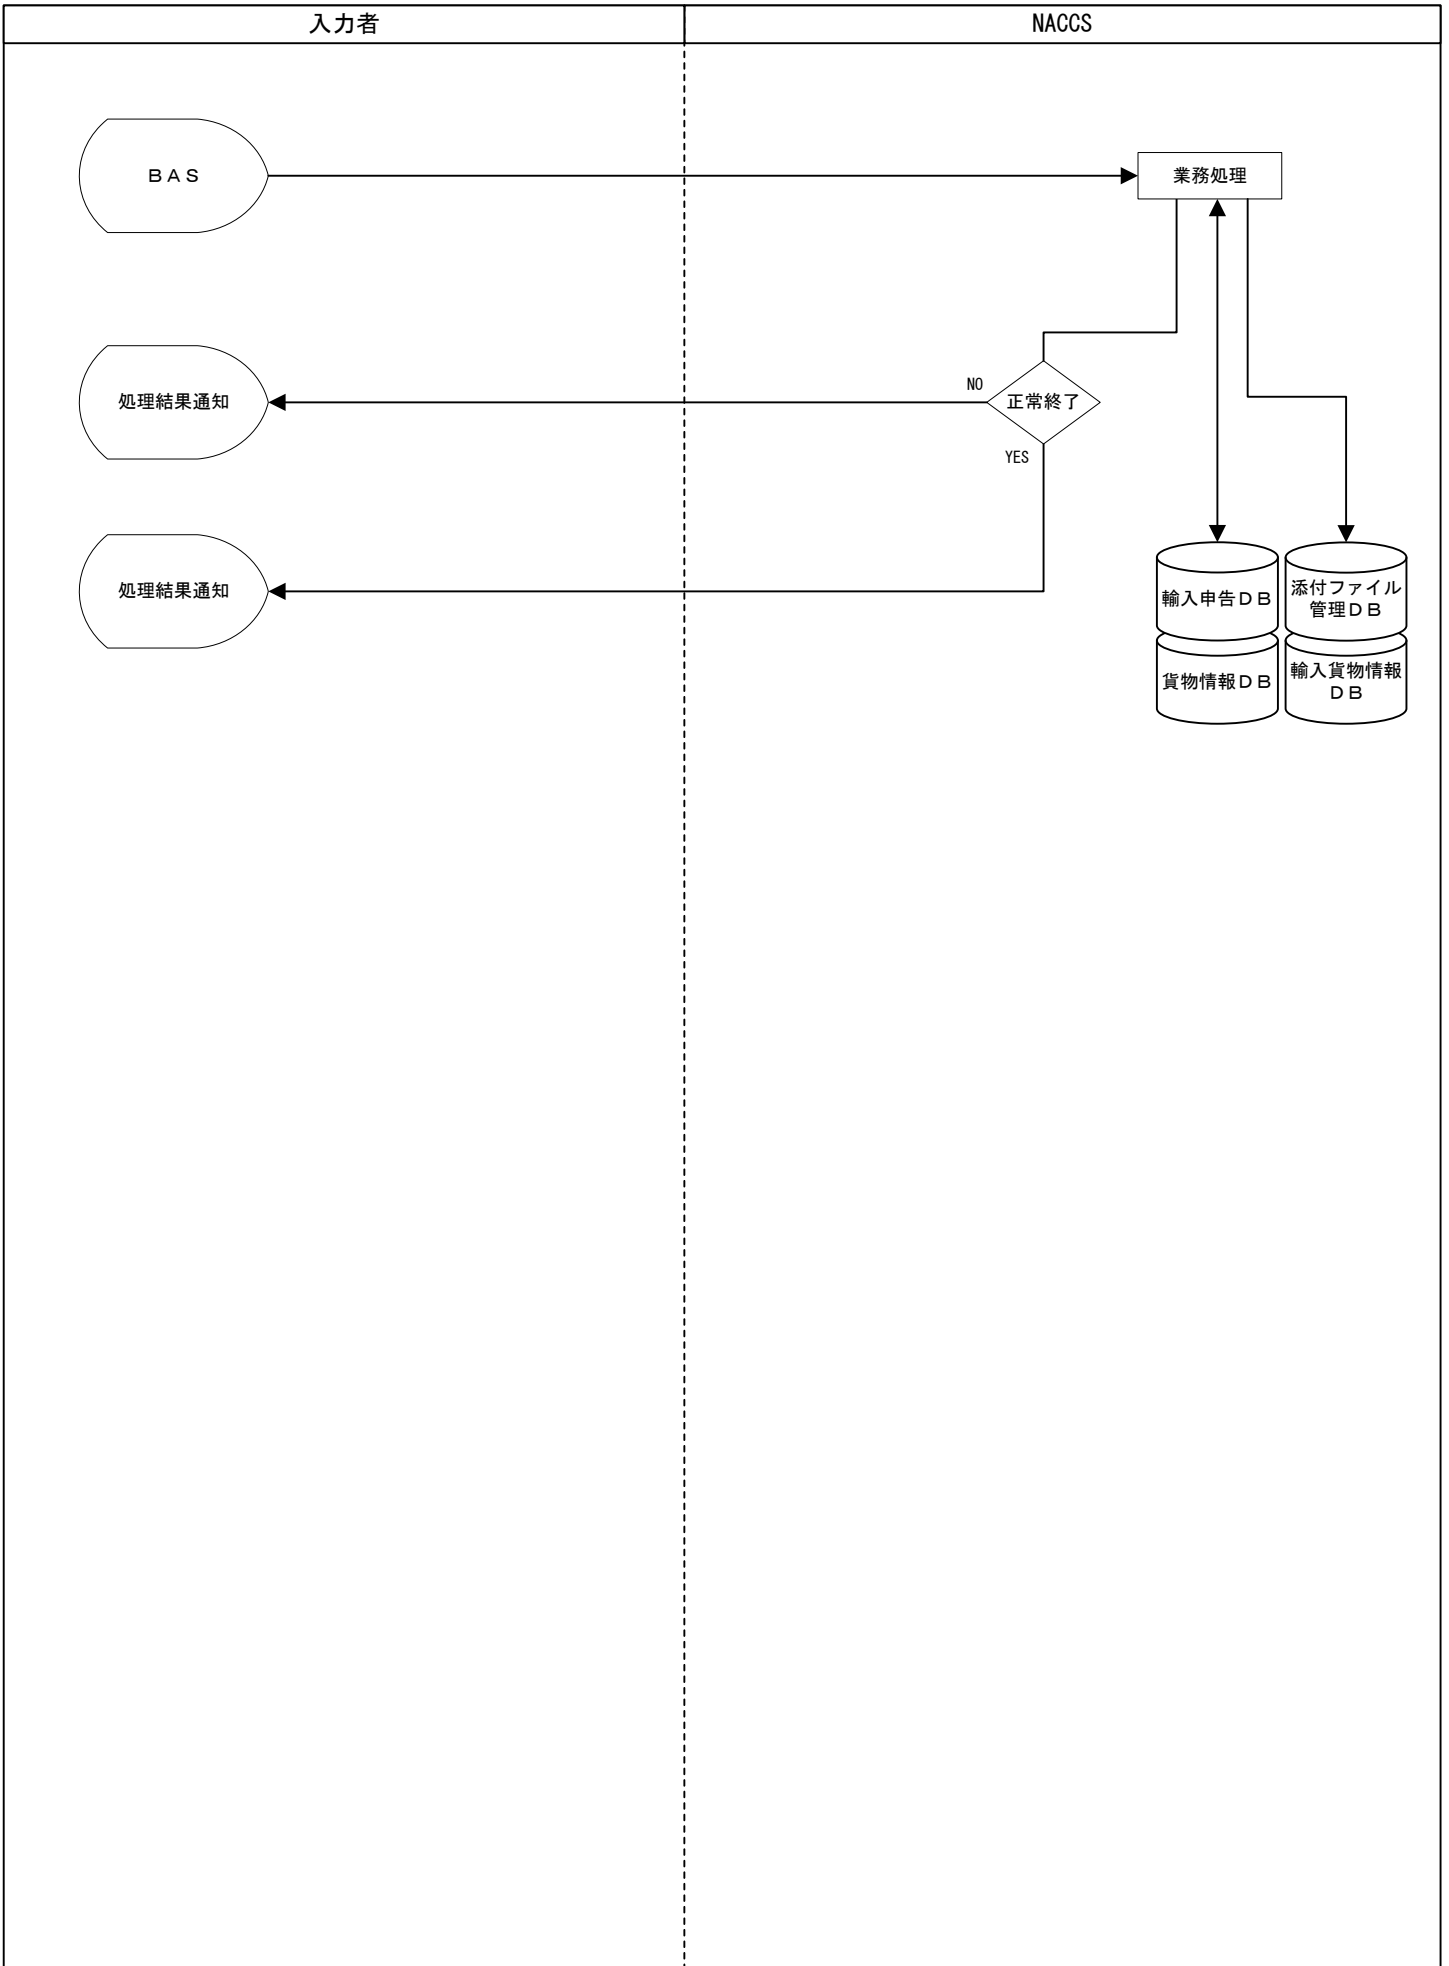 入力者
NACCS
ＢＡＳ
業務処理
処理結果通知
NO
正常終了
YES
処理結果通知
輸入申告ＤＢ
添付ファイル
管理ＤＢ
貨物情報ＤＢ
輸入貨物情報
ＤＢ